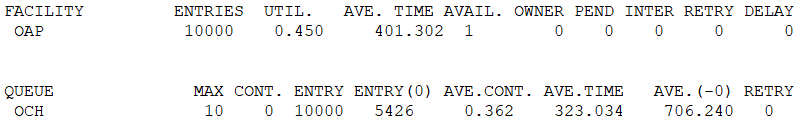 FACILITY ENTRIES UTIL. AVE. TIME AVAIL. OWNER PEND INTER RETRY DELAY
OAP 10000 0.450 401.302 1 0 0 0 0 0
QUEUE MAX CONT. ENTRY ENTRY(0) AVE.CONT. AVE.TIME AVE.(-0) RETRY
OCH 10 0 10000 5426 0.362 323.034 706.240 0